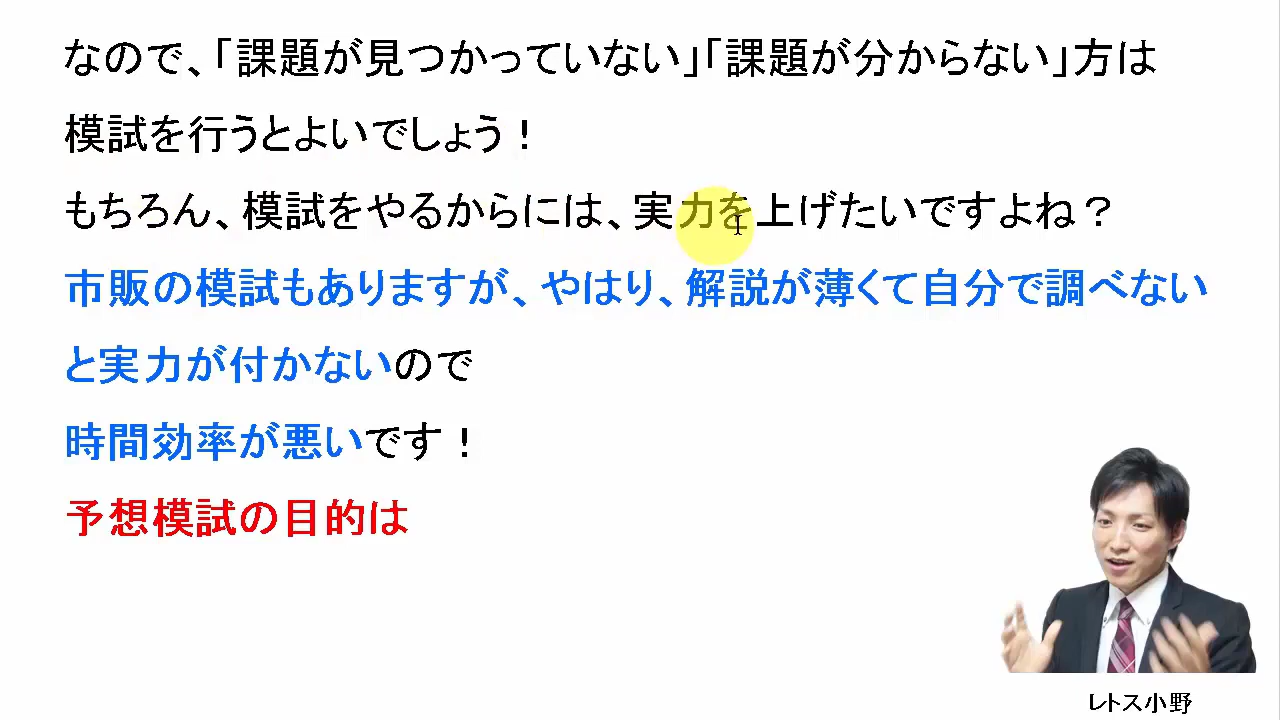 なので、「課題が見つかっていない」「課題が分からない」方は
模試を行うとよいでしょう！
もちろん、模試をやるからには、実力を上げたいですよね？
市販の模試もありますが、やはり、解説が薄くて自分で調べない
と実力が付かないので
時間効率が悪いです！
予想模試の目的は
レトス小野